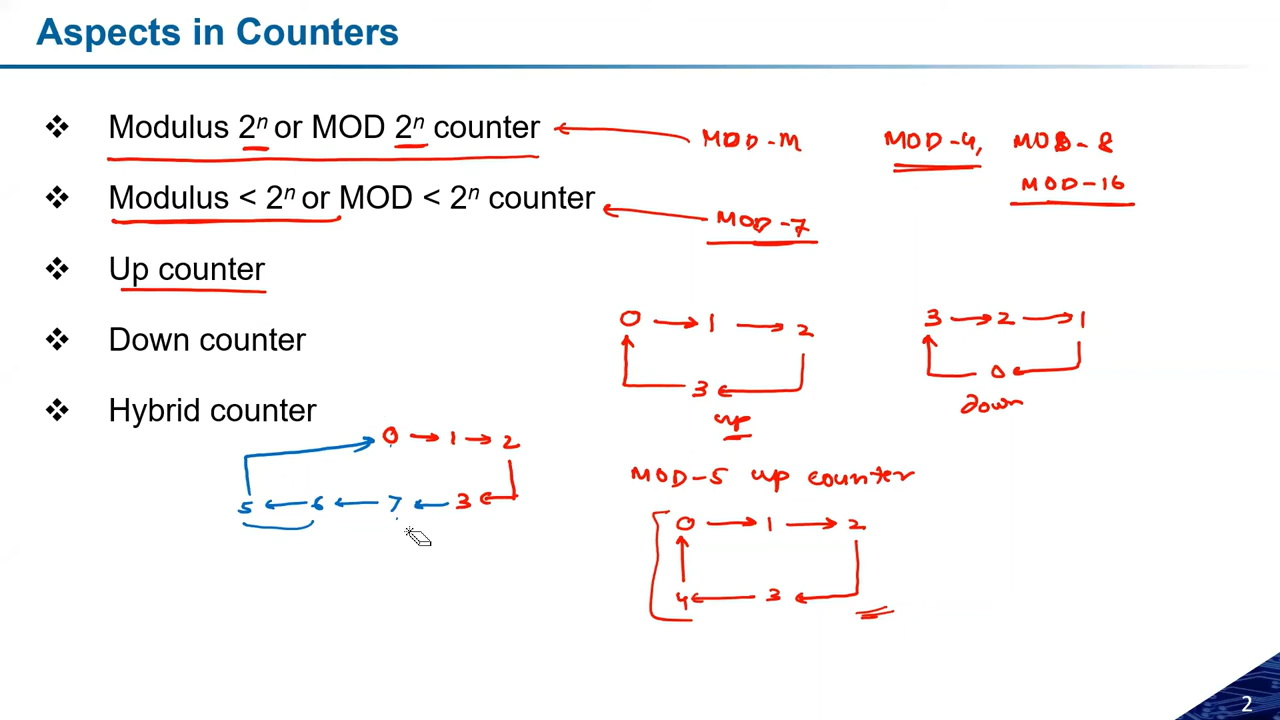 Aspects in Counters
❖ Modulus 2ⁿ or MOD 2ⁿ counter
MOD-M
MOD-4, MOD-8
MOD-16
❖ Modulus < 2ⁿ or MOD < 2ⁿ counter
MOD-7
❖ Up counter
❖ Down counter
❖ Hybrid counter
0 → 1 → 2
3
up
3 → 2 → 1
0
down
0 → 1 → 2
5 ← 6 ← 7 ← 3
MOD-5 up counter
0 → 1 → 2
4 ← 3
2